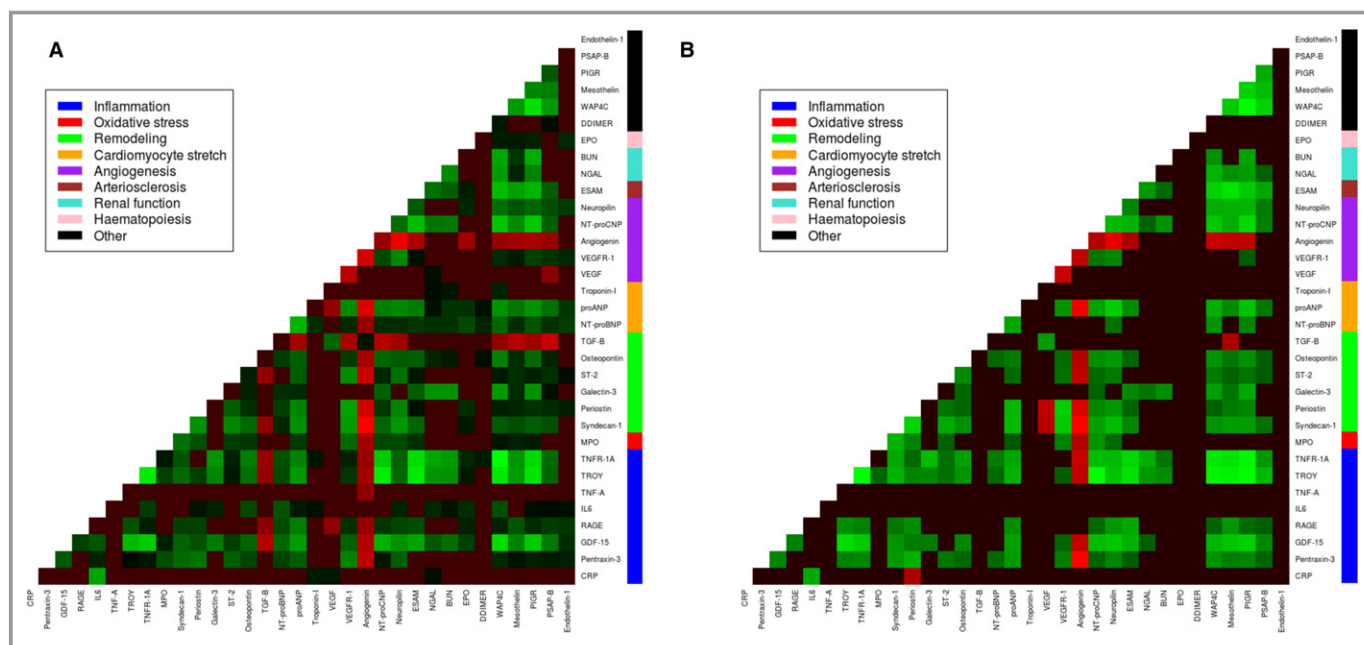 A
Inflammation
Oxidative stress
Remodeling
Cardiomyocyte stretch
Angiogenesis
Arteriosclerosis
Renal function
Haematopoiesis
Other
Endothelin-1
PSAP-B
PIGR
Mesothelin
WAP4C
DDIMER
EPO
BUN
NGAL
ESAM
Neuropilin
NT-proCNP
Angiogenin
VEGFR-1
VEGF
Troponin-I
proANP
NT-proBNP
TGF-B
Osteopontin
ST-2
Galectin-3
Periostin
Syndecan-1
MPO
TNFR-1A
TROY
TNF-A
IL6
RAGE
GDF-15
Pentraxin-3
CRP
CRP
Pentraxin-3
GDF-15
RAGE
IL6
TNF-A
TROY
TNFR-1A
MPO
Syndecan-1
Periostin
Galectin-3
ST-2
Osteopontin
TGF-B
NT-proBNP
proANP
Troponin-I
VEGF
VEGFR-1
Angiogenin
NT-proCNP
Neuropilin
ESAM
NGAL
BUN
EPO
DDIMER
WAP4C
Mesothelin
PIGR
PSAP-B
Endothelin-1
B
Inflammation
Oxidative stress
Remodeling
Cardiomyocyte stretch
Angiogenesis
Arteriosclerosis
Renal function
Haematopoiesis
Other
Endothelin-1
PSAP-B
PIGR
Mesothelin
WAP4C
DDIMER
EPO
BUN
NGAL
ESAM
Neuropilin
NT-proCNP
Angiogenin
VEGFR-1
VEGF
Troponin-I
proANP
NT-proBNP
TGF-B
Osteopontin
ST-2
Galectin-3
Periostin
Syndecan-1
MPO
TNFR-1A
TROY
TNF-A
IL6
RAGE
GDF-15
Pentraxin-3
CRP
CRP
Pentraxin-3
GDF-15
RAGE
IL6
TNF-A
TROY
TNFR-1A
MPO
Syndecan-1
Periostin
Galectin-3
ST-2
Osteopontin
TGF-B
NT-proBNP
proANP
Troponin-I
VEGF
VEGFR-1
Angiogenin
NT-proCNP
Neuropilin
ESAM
NGAL
BUN
EPO
DDIMER
WAP4C
Mesothelin
PIGR
PSAP-B
Endothelin-1